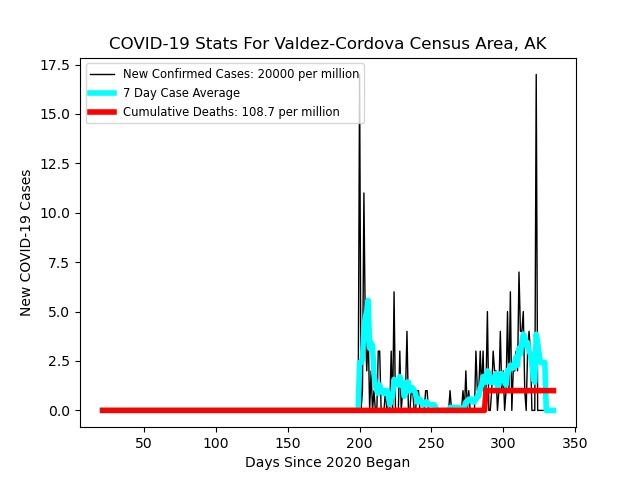 COVID-19 Stats For Valdez-Cordova Census Area, AK
New Confirmed Cases: 20000 per million
7 Day Case Average
Cumulative Deaths: 108.7 per million
New COVID-19 Cases
17.5
15.0
12.5
10.0
7.5
5.0
2.5
0.0
50 100 150 200 250 300 350
Days Since 2020 Began